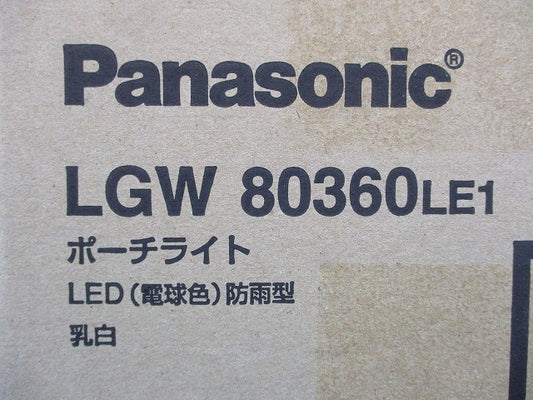 Panasonic®
LGW 80360LE1
ポーチライト
LED(電球色)防雨型
乳白